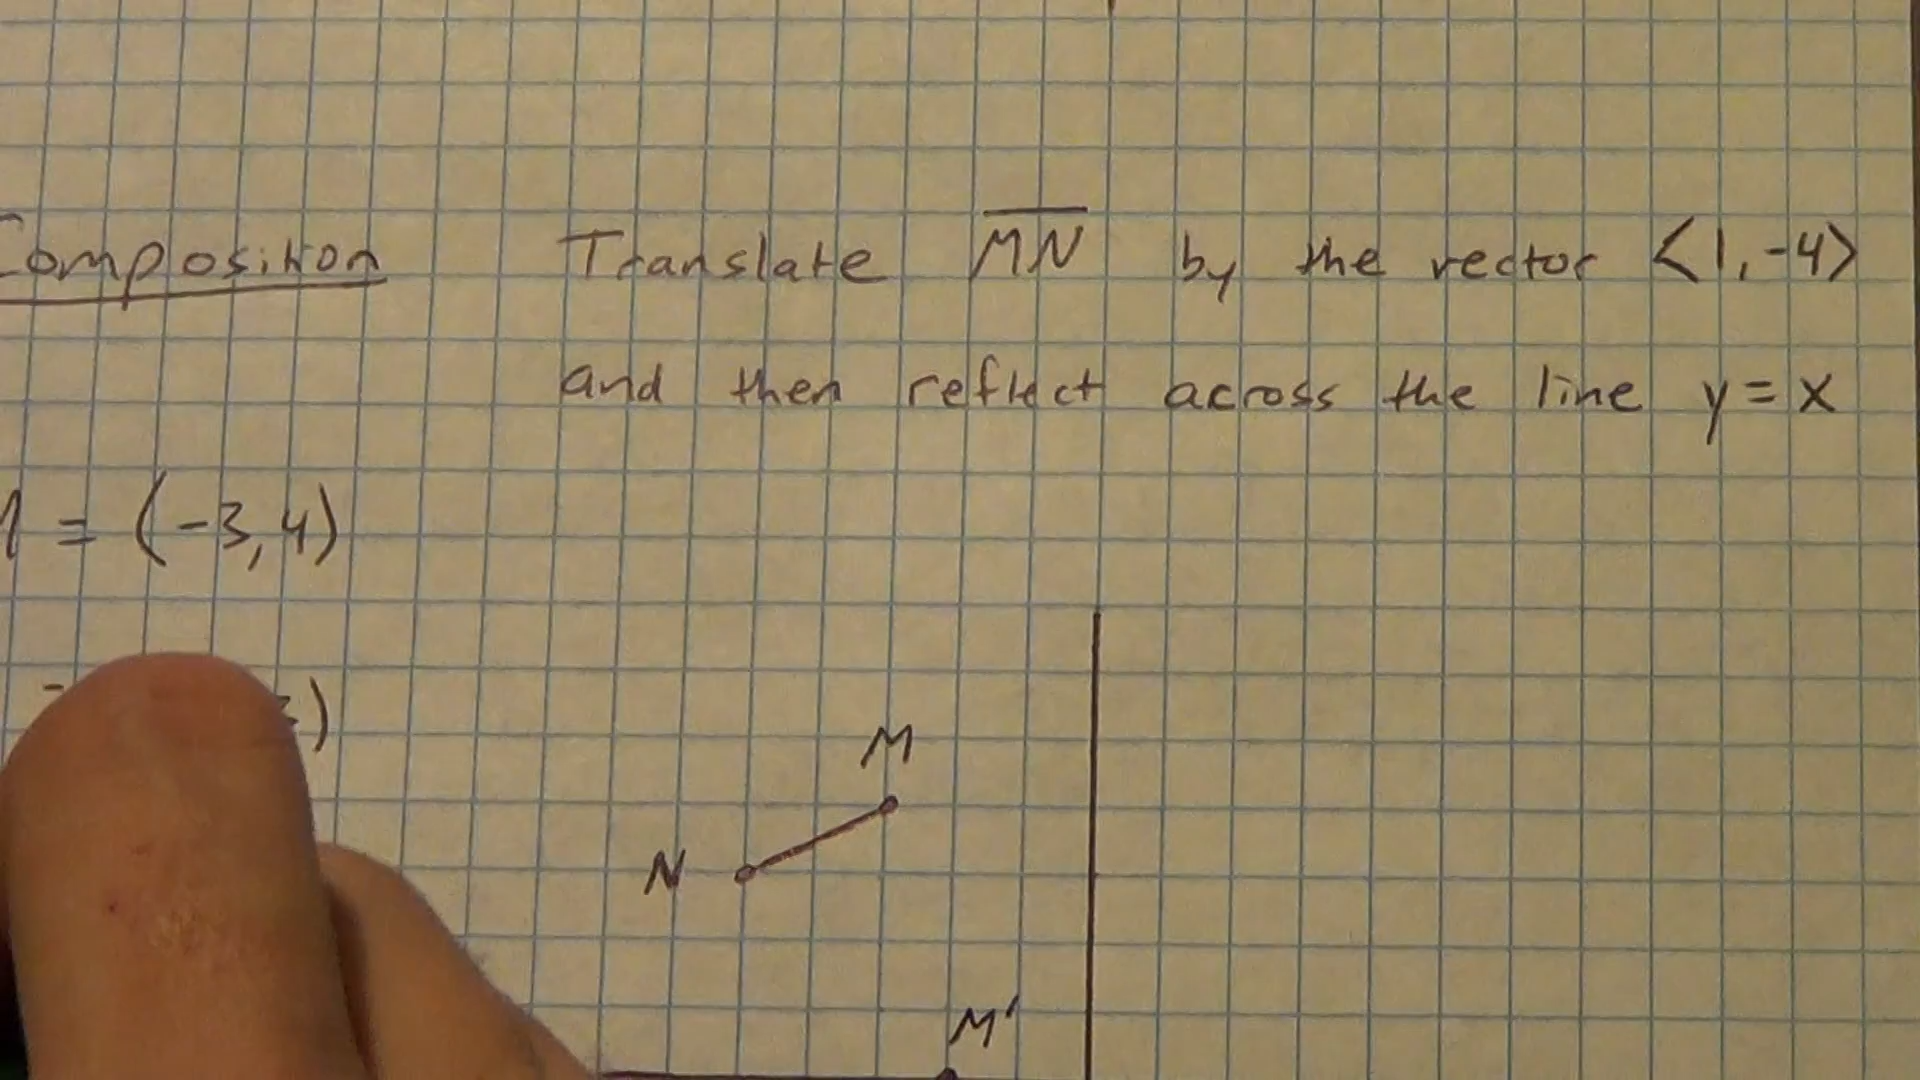 Composition
Translate MN by the vector <1,-4>
and then reflect across the line y = x
= (-3,4)
M
N
M'